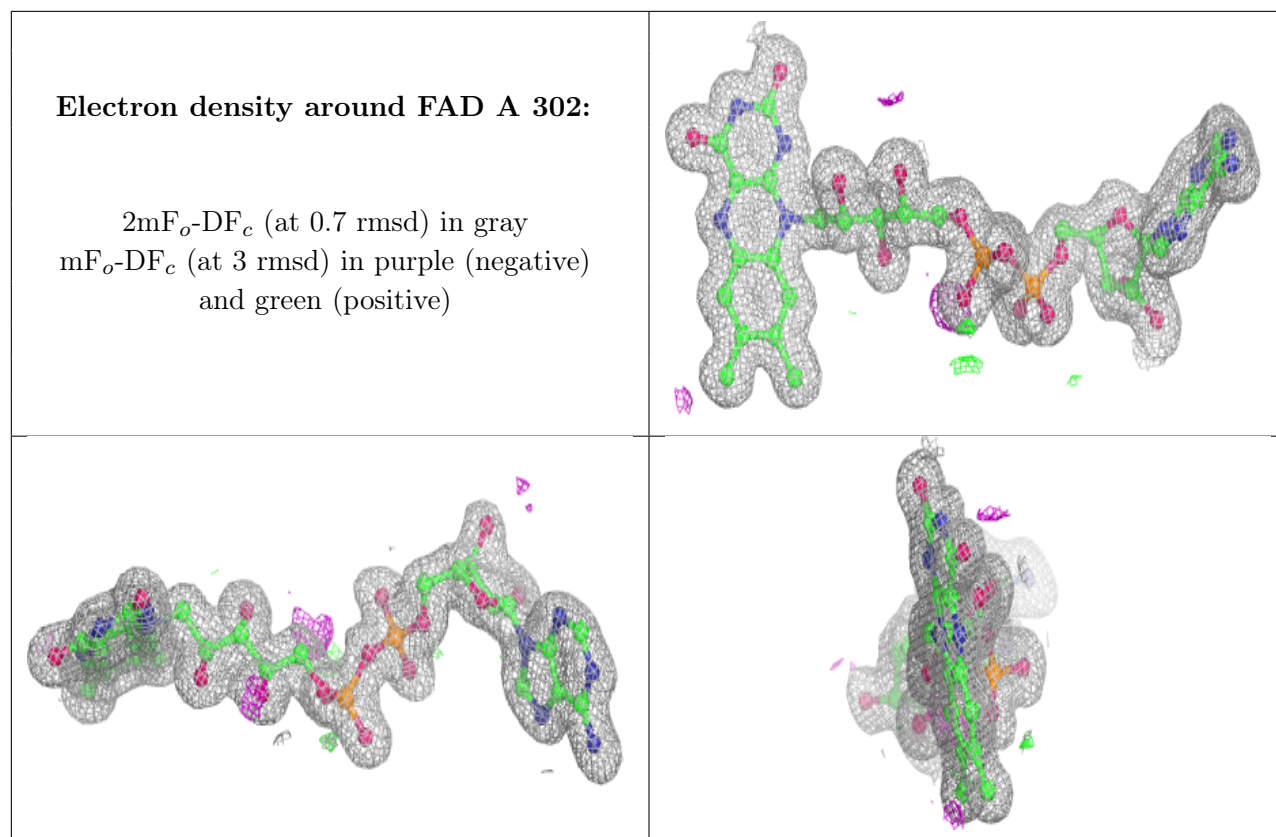 Electron density around FAD A 302:
2mFo-DFc (at 0.7 rmsd) in gray
mFo-DFc (at 3 rmsd) in purple (negative)
and green (positive)